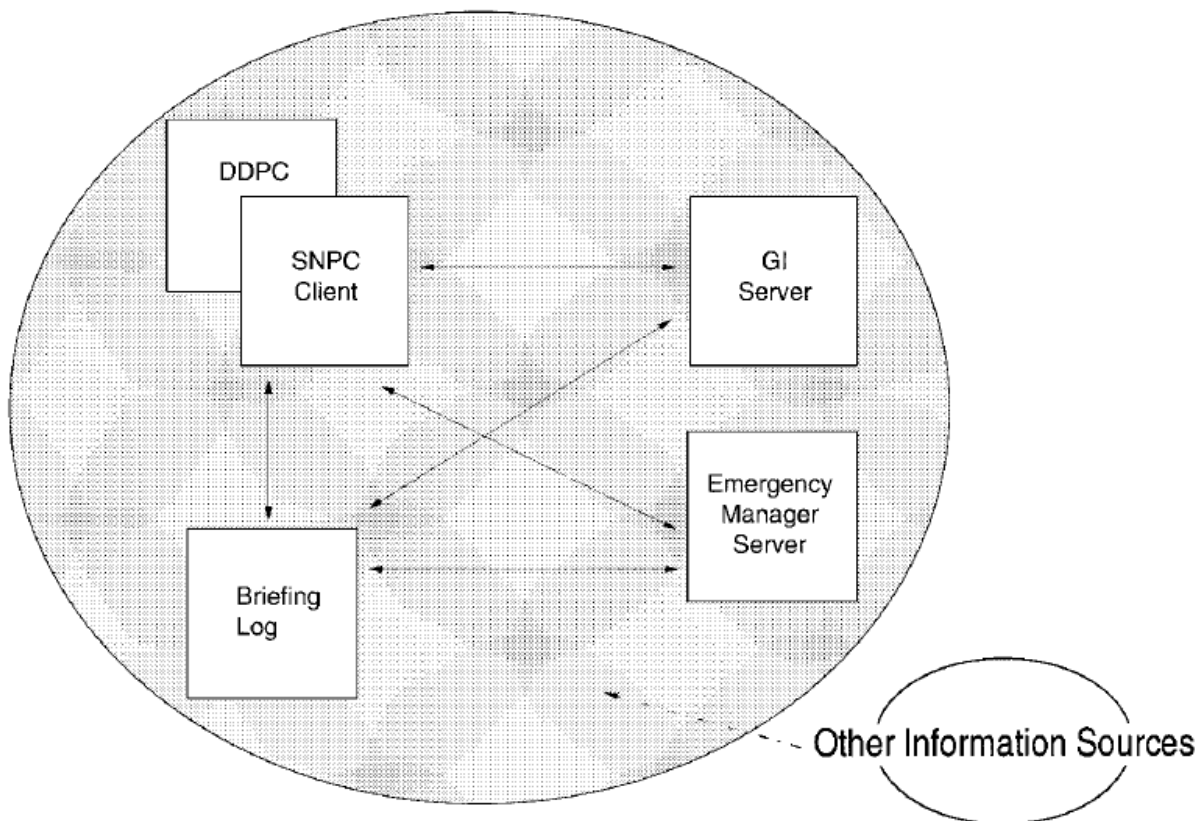 DDPC
SNPC
Client
GI
Server
Emergency
Manager
Server
Briefing
Log
Other Information Sources